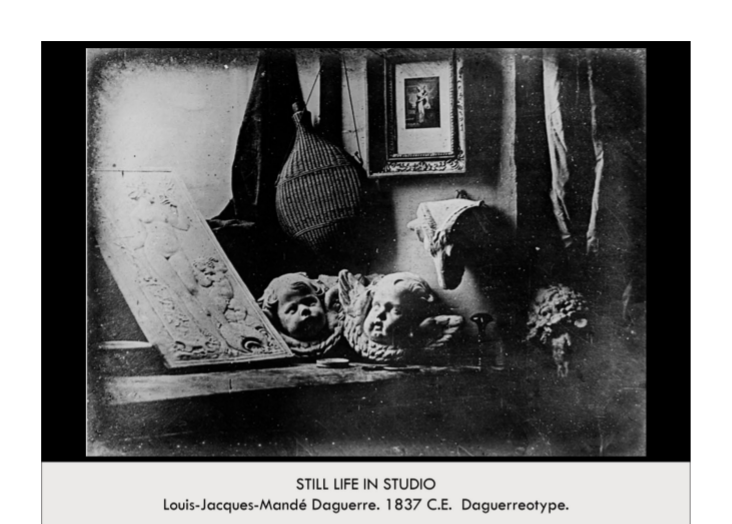 STILL LIFE IN STUDIO
Louis-Jacques-Mandé Daguerre. 1837 C.E. Daguerreotype.